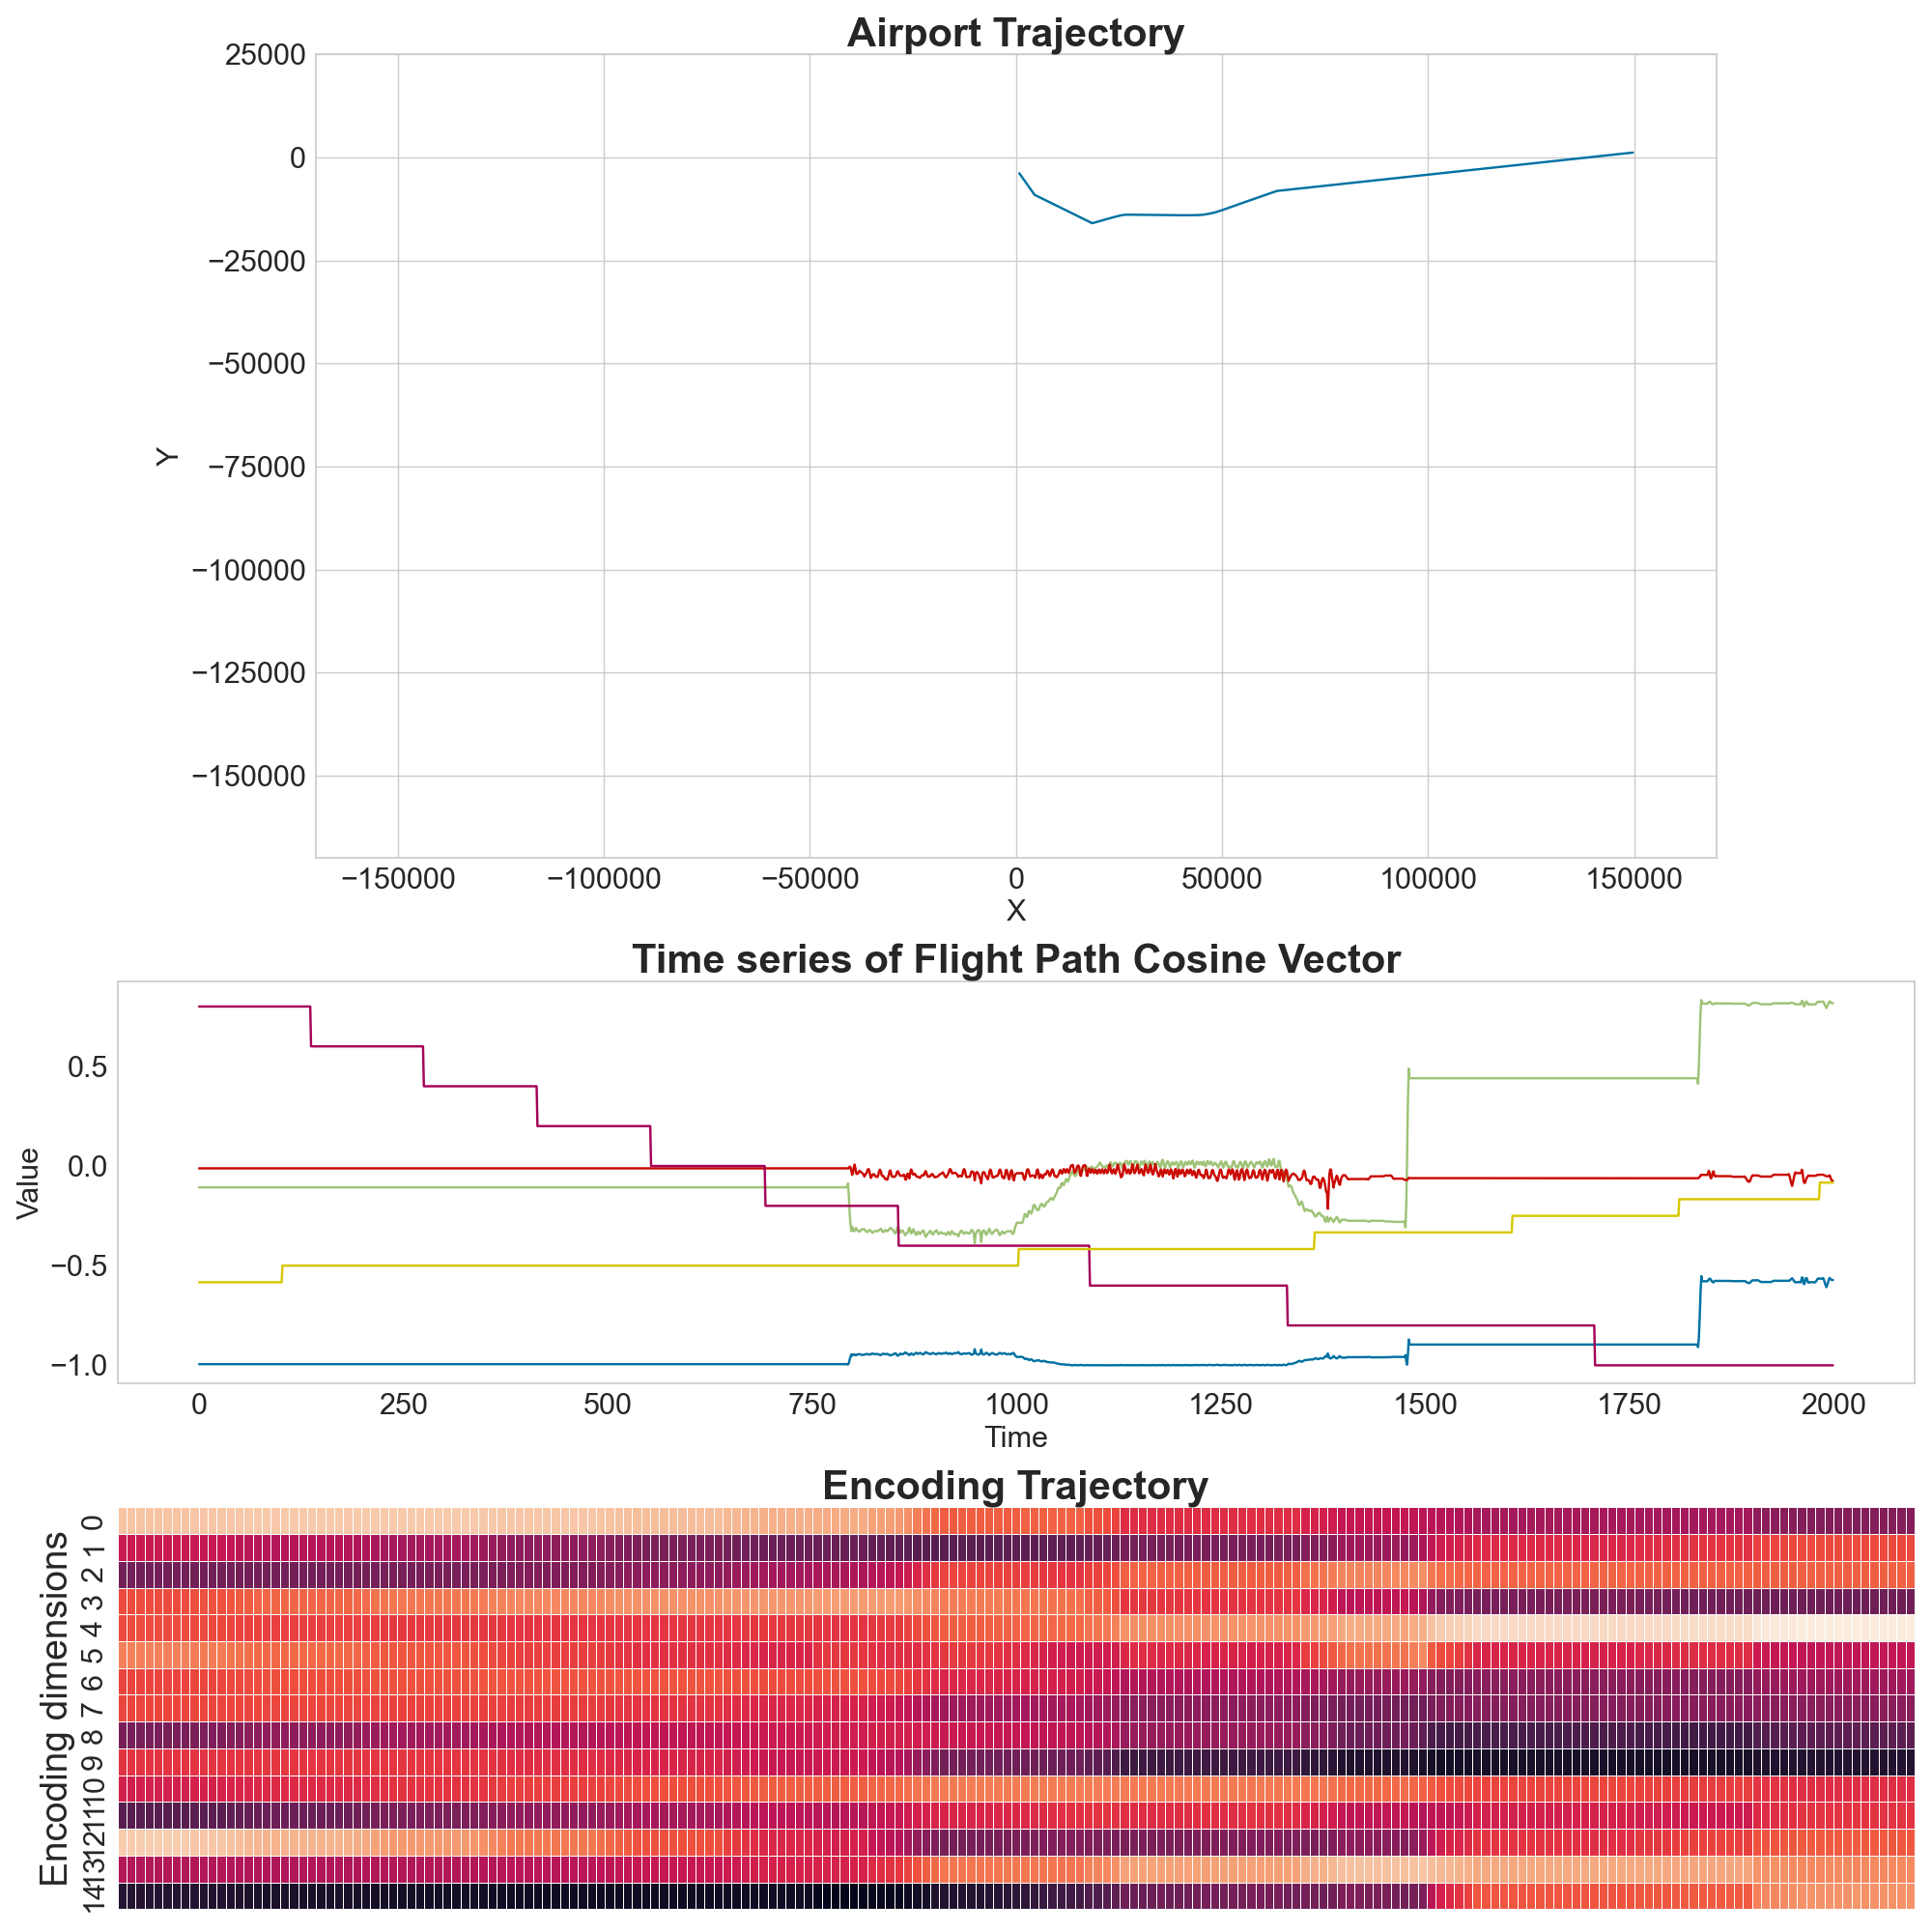 Airport Trajectory
25000
0
−25000
−50000
−75000
−100000
−125000
−150000
Y
−150000 −100000 −50000 0 50000 100000 150000
X
Time series of Flight Path Cosine Vector
0.5
0.0
−0.5
−1.0
Value
0 250 500 750 1000 1250 1500 1750 2000
Time
Encoding Trajectory
Encoding dimensions
0
1
2
3
4
5
6
7
8
9
10
11
12
13
14